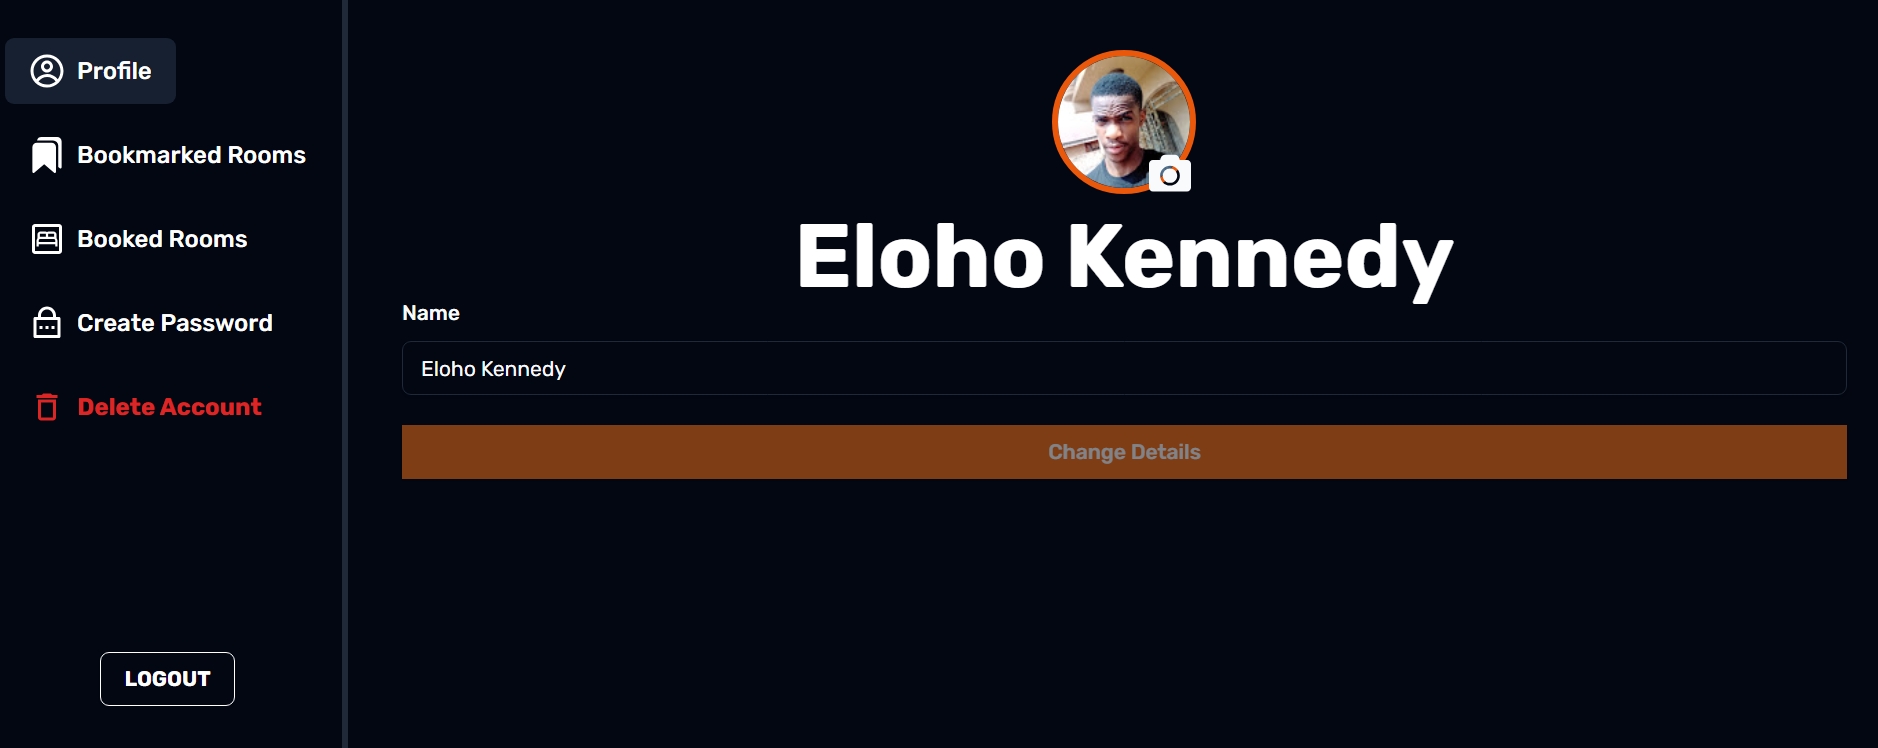 Profile
Bookmarked Rooms
Booked Rooms
Create Password
Delete Account
LOGOUT
Eloho Kennedy
Name
Eloho Kennedy
Change Details